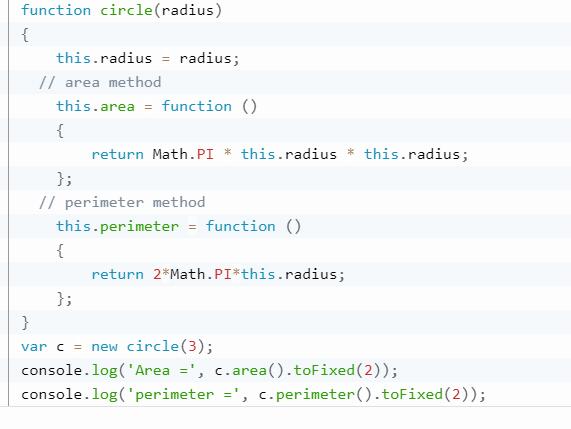 function circle(radius)
{
    this.radius = radius;
  // area method
    this.area = function ()
    {
        return Math.PI * this.radius * this.radius;
    };
  // perimeter method
    this.perimeter = function ()
    {
        return 2*Math.PI*this.radius;
    };
}
var c = new circle(3);
console.log('Area =', c.area().toFixed(2));
console.log('perimeter =', c.perimeter().toFixed(2));